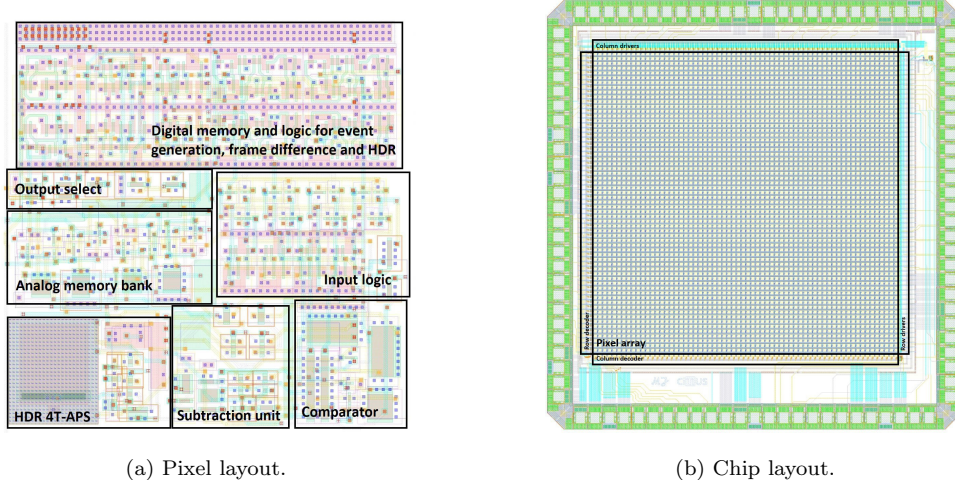 Digital memory and logic for event
generation, frame difference and HDR
Output select
Analog memory bank
Input logic
HDR 4T-APS
Subtraction unit
Comparator
(a) Pixel layout.
Column drivers
Row decoder
Pixel array
Row drivers
Column decoder
(b) Chip layout.